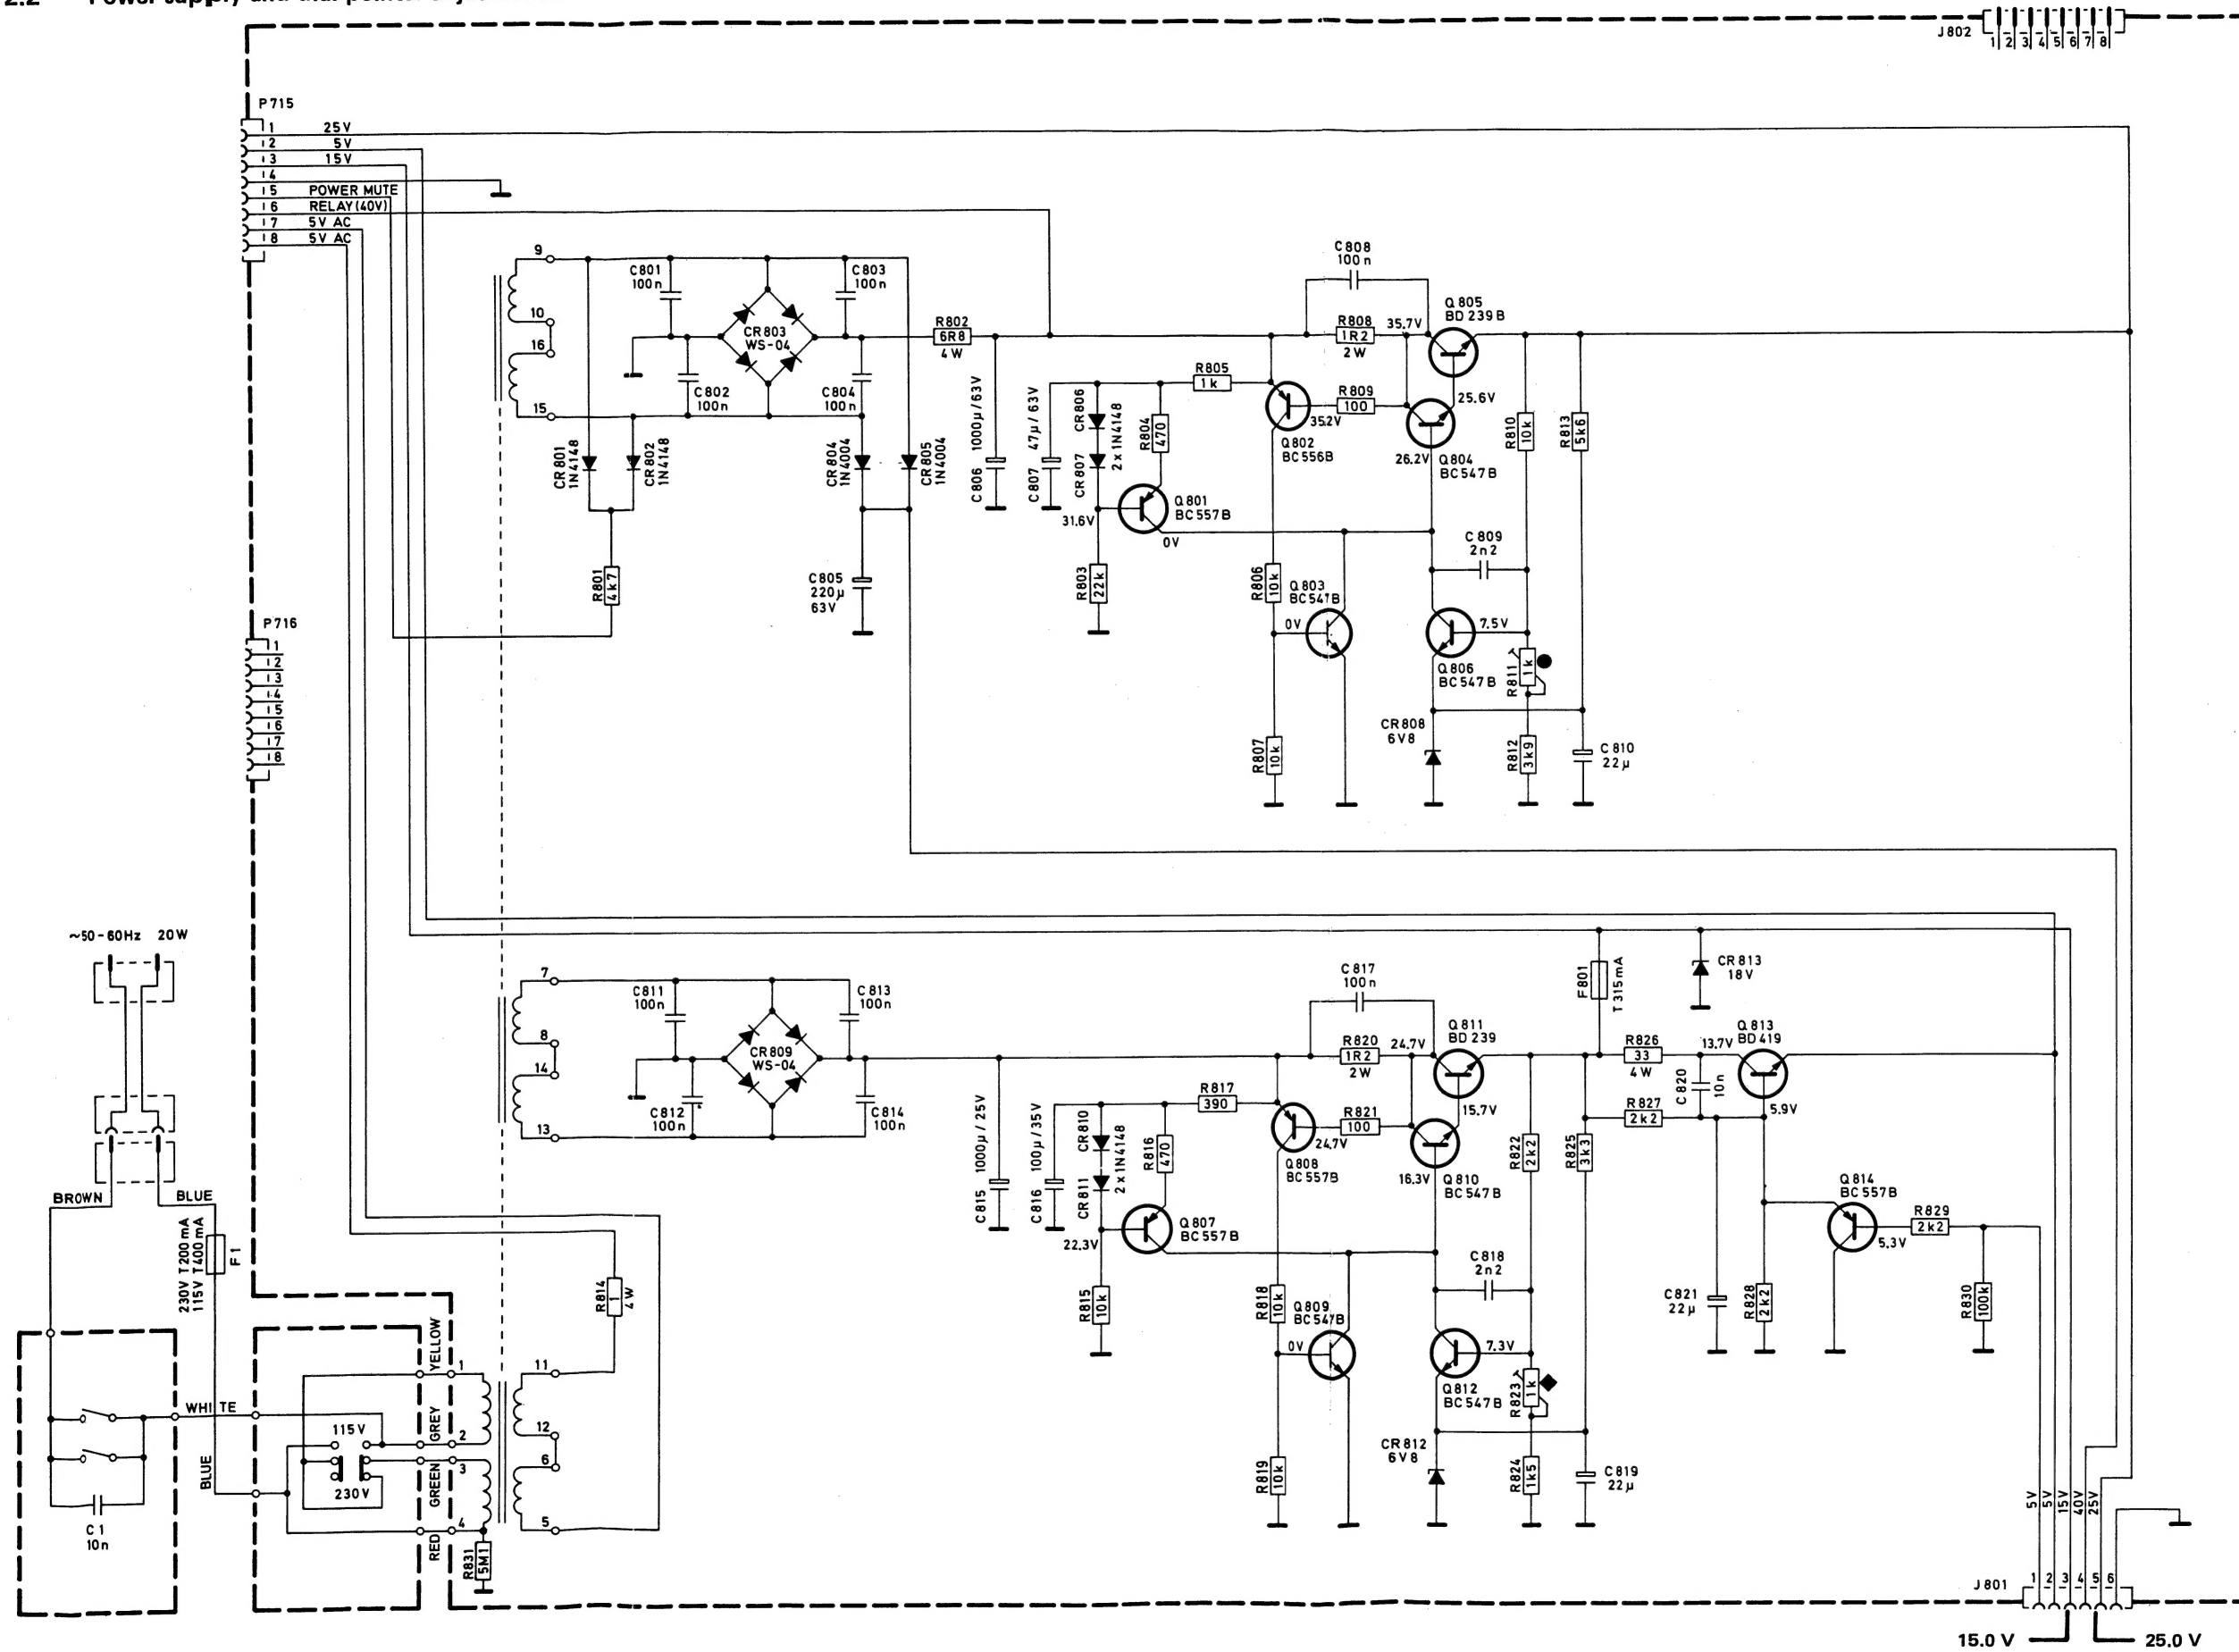 2.2
J802
1 2 3 4 5 6 7 8
P715
1 25V
2 5V
3 15V
4
5 POWER MUTE
6 RELAY(40V)
7 5V AC
8 5V AC
9
10
16
15
C801
100n
C803
100n
CR803
WS-04
C802
100n
C804
100n
R802
6R8
4W
CR801
1N4148
CR802
1N4148
CR804
1N4004
CR805
1N4004
R801
4k7
C805
220µ
63V
C806 1000µ/63V
C807 47µ/63V
CR806
CR807
2x1N4148
R804
470
R805
1k
31.6V
Q801
BC557B
0V
R803
22k
C808
100n
R808
1R2
2W
35.7V
Q805
BD239B
R809
100
35.2V
Q802
BC556B
25.6V
26.2V
Q804
BC547B
R810
10k
R813
5k6
C809
2n2
R806
10k
Q803
BC547B
0V
7.5V
Q806
BC547B
R811
1k
R807
10k
CR808
6V8
R812
3k9
C810
22µ
P716
1
2
3
4
5
6
7
8
~50-60Hz 20W
BROWN
BLUE
230V T200mA
115V T400mA
F1
7
8
14
13
C811
100n
C813
100n
CR809
WS-04
C812
100n
C814
100n
C815 1000µ/25V
C816 100µ/35V
CR810
CR811
2x1N4148
R816
470
R817
390
22.3V
Q807
BC557B
R815
10k
C817
100n
R820
1R2
2W
24.7V
Q811
BD239
R821
100
24.7V
Q808
BC557B
15.7V
16.3V
Q810
BC547B
R822
2k2
R825
3k3
C818
2n2
R818
10k
Q809
BC547B
0V
7.3V
Q812
BC547B
R823
1k
R819
10k
CR812
6V8
R824
1k5
C819
22µ
F801
T315mA
CR813
18V
R826
33
4W
13.7V
Q813
BD419
C820
10n
R827
2k2
5.9V
Q814
BC557B
5.3V
R829
2k2
C821
22µ
R828
2k2
R830
100k
R814
1
4W
WHITE
BLUE
115V
230V
YELLOW
GREY
GREEN
RED
1
2
3
4
11
12
6
5
R831
5M1
C1
10n
5V
5V
15V
40V
25V
J801
1 2 3 4 5 6
15.0 V
25.0 V